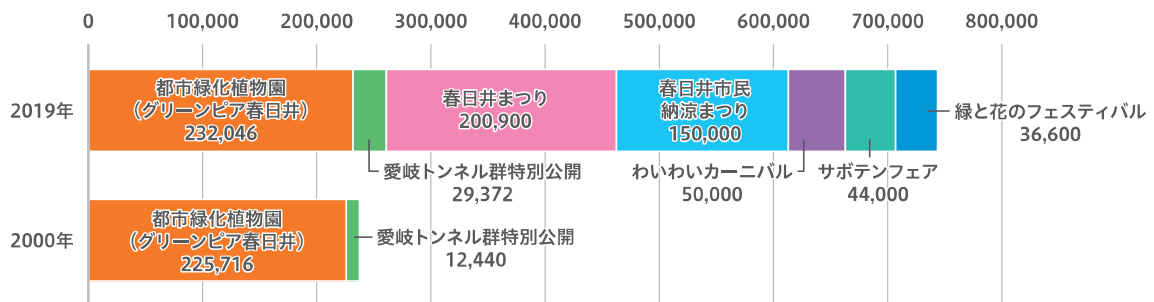 0 100,000 200,000 300,000 400,000 500,000 600,000 700,000 800,000
2019年
都市緑化植物園
（グリーンピア春日井）
232,046
愛岐トンネル群特別公開
29,372
春日井まつり
200,900
春日井市民
納涼まつり
150,000
わいわいカーニバル
50,000
サボテンフェア
44,000
緑と花のフェスティバル
36,600
2000年
都市緑化植物園
（グリーンピア春日井）
225,716
愛岐トンネル群特別公開
12,440